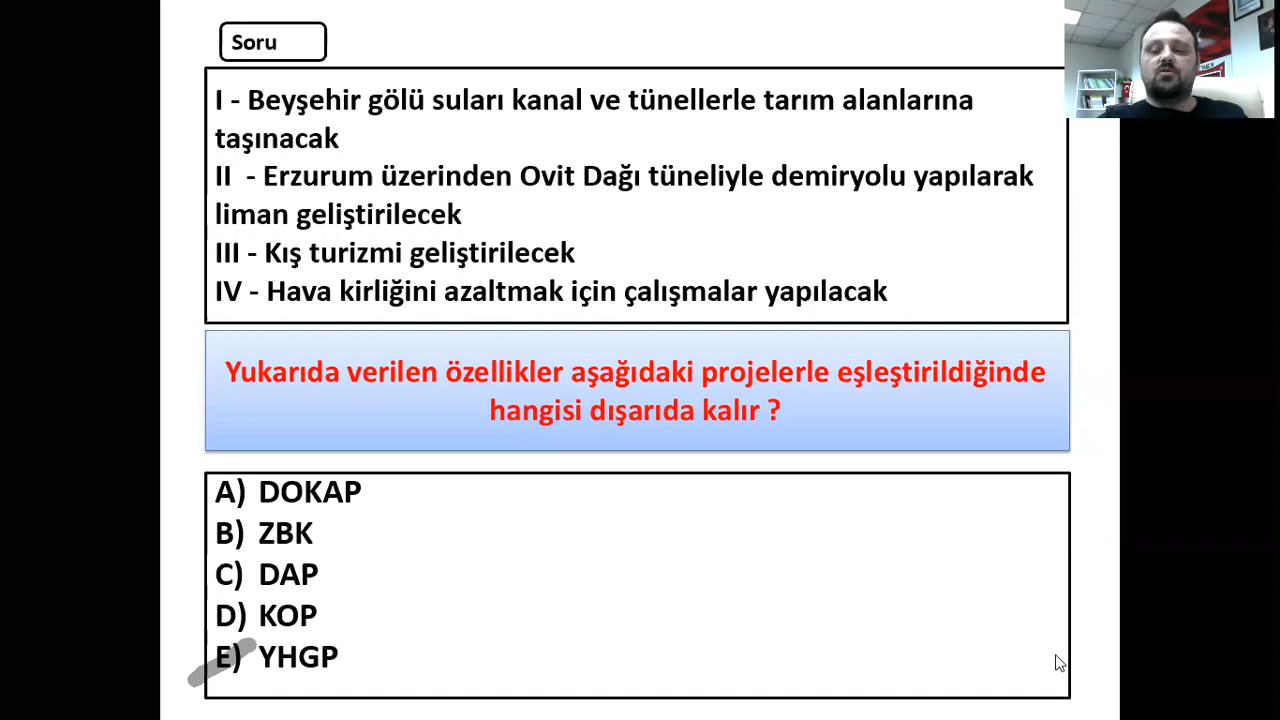 Soru
I - Beyşehir gölü suları kanal ve tünellerle tarım alanlarına
taşınacak
II - Erzurum üzerinden Ovit Dağı tüneliyle demiryolu yapılarak
liman geliştirilecek
III - Kış turizmi geliştirilecek
IV - Hava kirliğini azaltmak için çalışmalar yapılacak
Yukarıda verilen özellikler aşağıdaki projelerle eşleştirildiğinde
hangisi dışarıda kalır ?
A) DOKAP
B) ZBK
C) DAP
D) KOP
E) YHGP